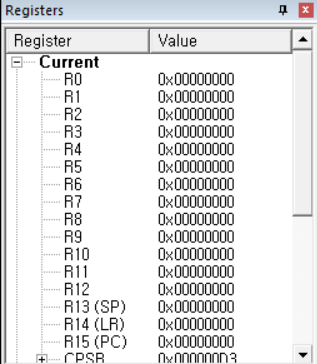 Registers
Register Value
Current
R0 0x00000000
R1 0x00000000
R2 0x00000000
R3 0x00000000
R4 0x00000000
R5 0x00000000
R6 0x00000000
R7 0x00000000
R8 0x00000000
R9 0x00000000
R10 0x00000000
R11 0x00000000
R12 0x00000000
R13 (SP) 0x00000000
R14 (LR) 0x00000000
R15 (PC) 0x00000000
CPSR 0x000000D3